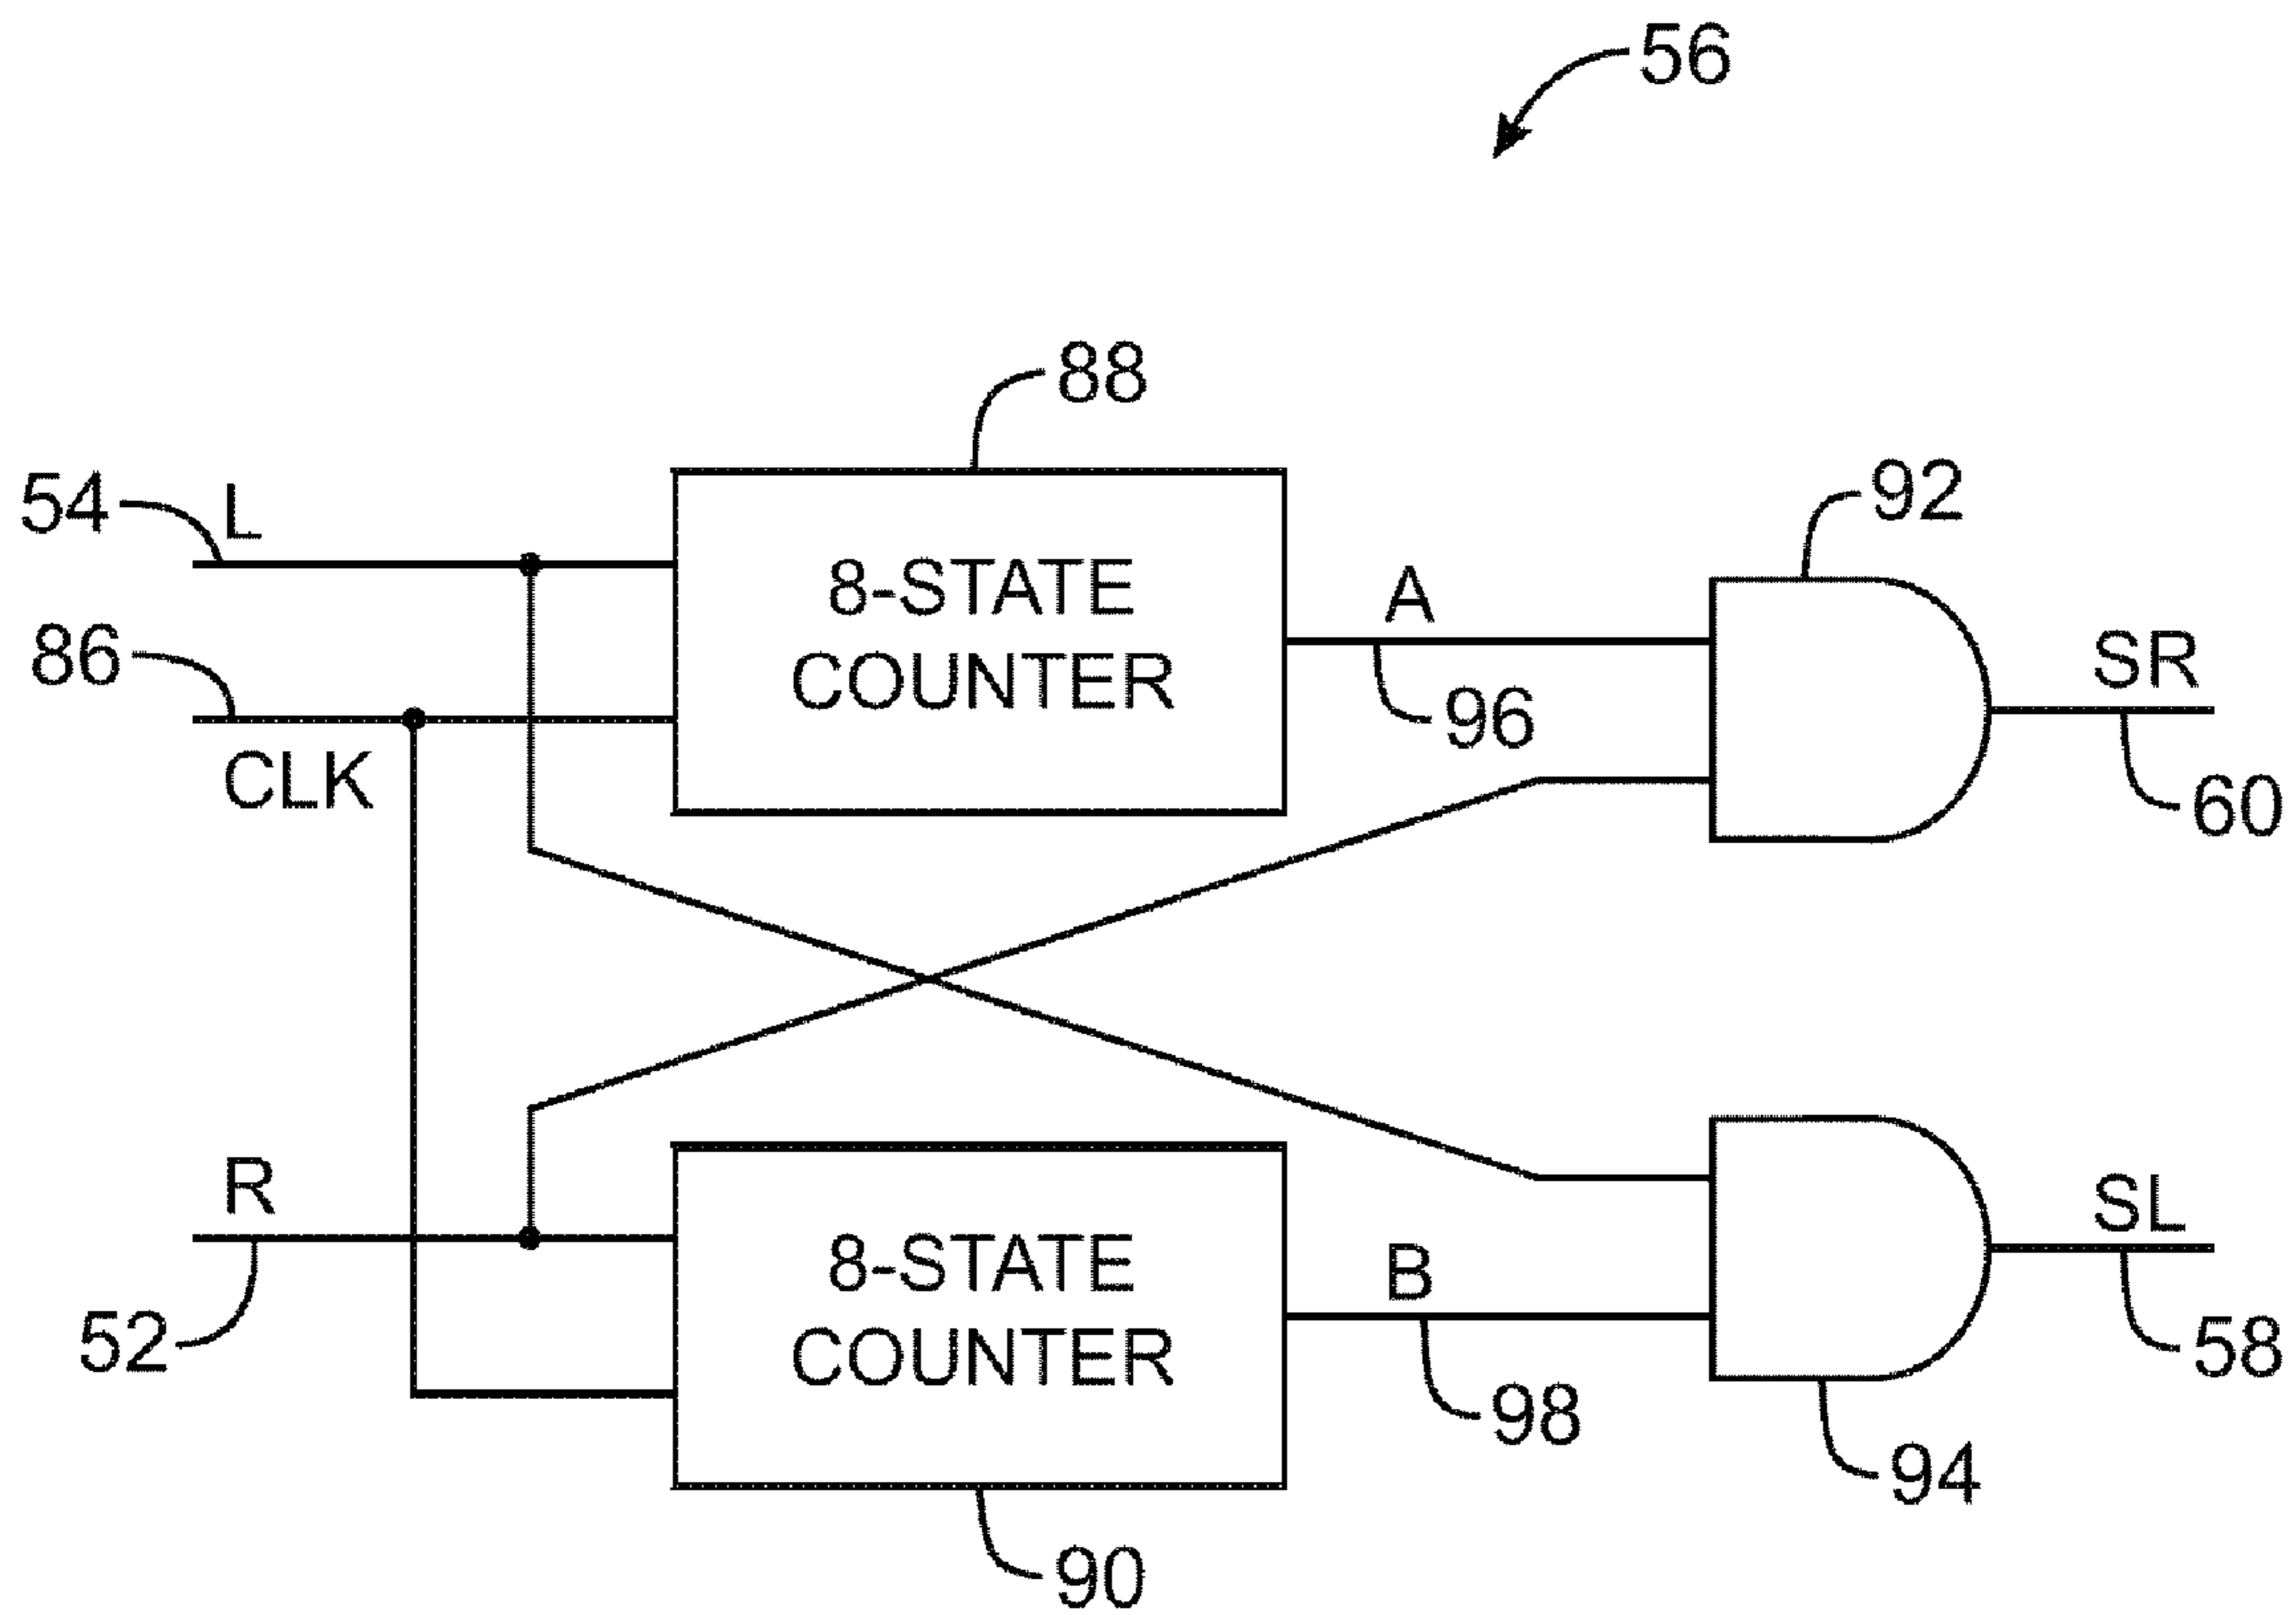 56
88
92
54
L
8-STATE
COUNTER
A
SR
86
CLK
96
60
R
8-STATE
COUNTER
B
SL
52
98
58
94
90